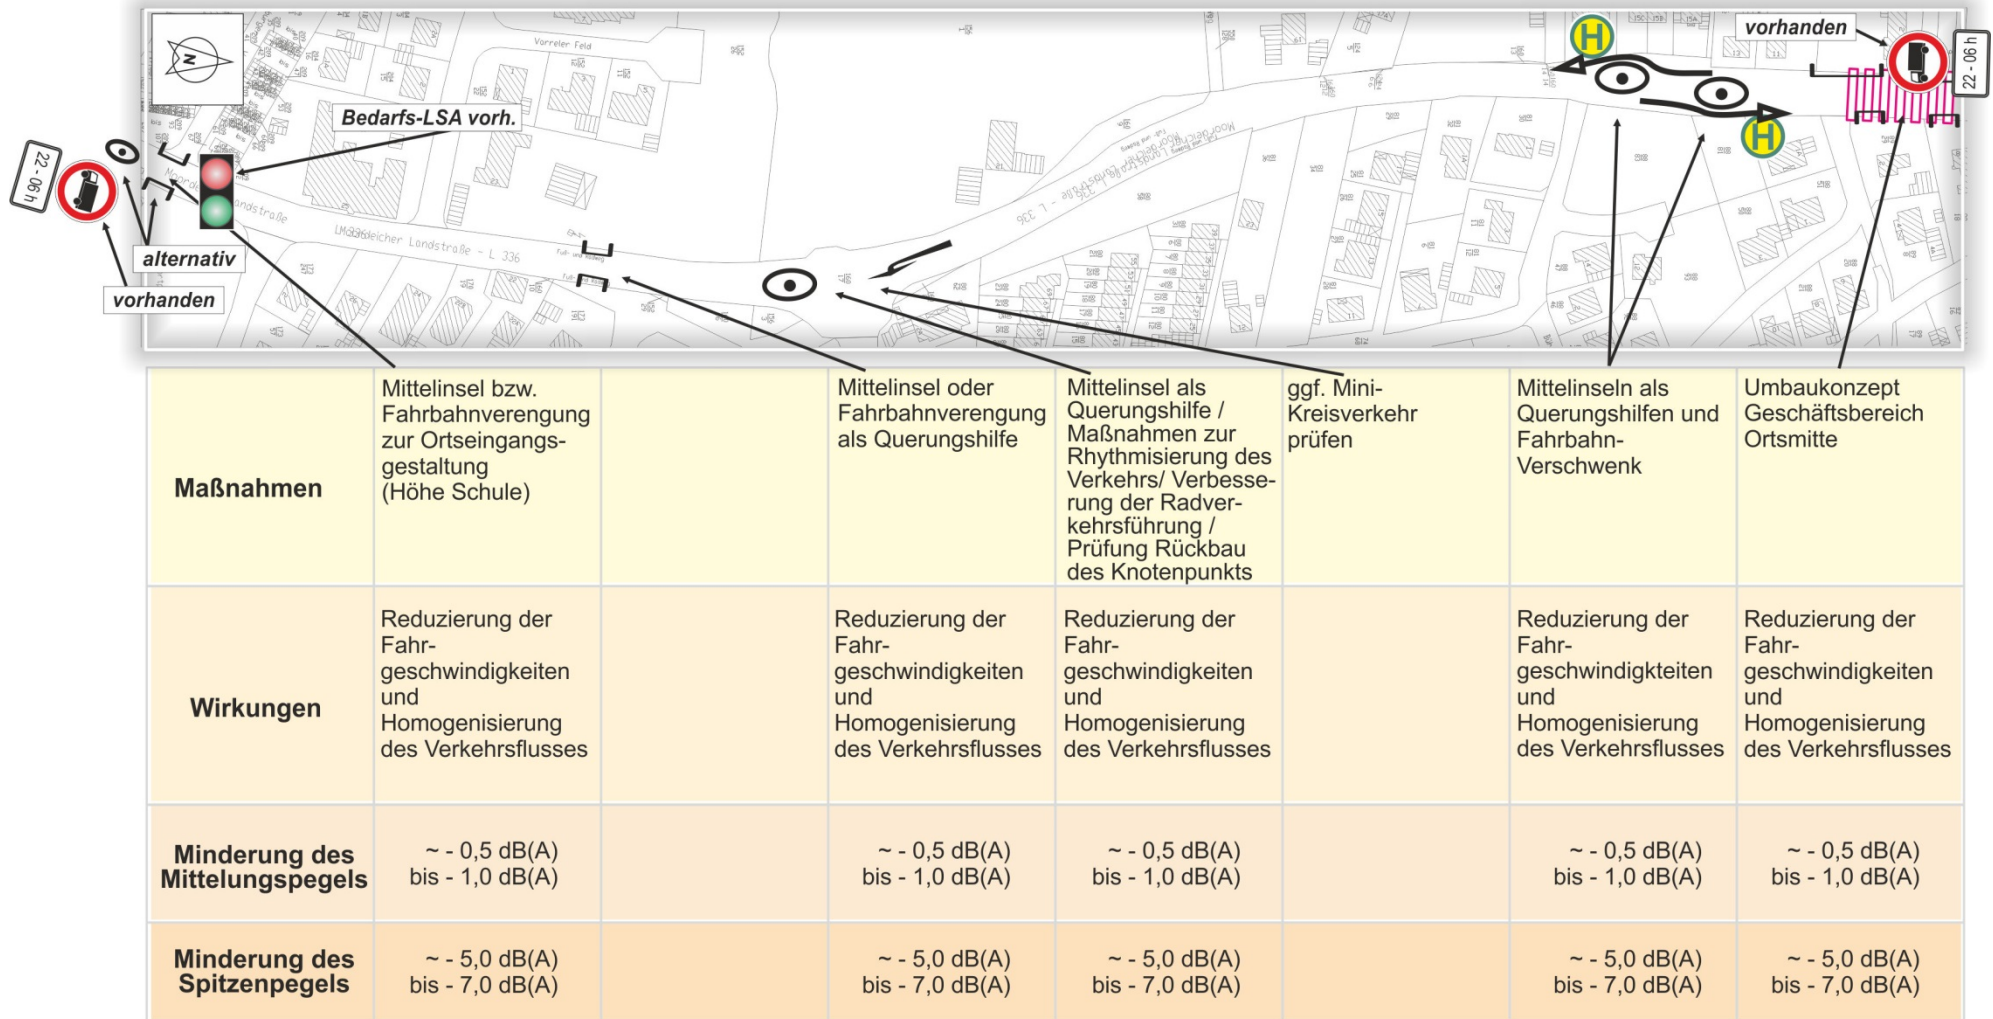 vorhanden
22 - 06 h
H
Vorreler Feld
Bedarfs-LSA vorh.
N
22 - 06 h
H
alternativ
vorhanden
Moordeicher Landstraße - L 336
Mittelinsel bzw.
Fahrbahnverengung
zur Ortseingangs-
gestaltung
(Höhe Schule)
Mittelinsel oder
Fahrbahnverengung
als Querungshilfe
Mittelinsel als
Querungshilfe /
Maßnahmen zur
Rhythmisierung des
Verkehrs/ Verbesse-
rung der Radver-
kehrsführung /
Prüfung Rückbau
des Knotenpunkts
ggf. Mini-
Kreisverkehr
prüfen
Mittelinseln als
Querungshilfen und
Fahrbahn-
Verschwenk
Umbaukonzept
Geschäftsbereich
Ortsmitte
Maßnahmen
Wirkungen
Reduzierung der
Fahr-
geschwindigkeiten
und
Homogenisierung
des Verkehrsflusses
Reduzierung der
Fahr-
geschwindigkeiten
und
Homogenisierung
des Verkehrsflusses
Reduzierung der
Fahr-
geschwindigkeiten
und
Homogenisierung
des Verkehrsflusses
Reduzierung der
Fahr-
geschwindigkteiten
und
Homogenisierung
des Verkehrsflusses
Reduzierung der
Fahr-
geschwindigkeiten
und
Homogenisierung
des Verkehrsflusses
Minderung des
Mittelungspegels
~ - 0,5 dB(A)
bis - 1,0 dB(A)
~ - 0,5 dB(A)
bis - 1,0 dB(A)
~ - 0,5 dB(A)
bis - 1,0 dB(A)
~ - 0,5 dB(A)
bis - 1,0 dB(A)
~ - 0,5 dB(A)
bis - 1,0 dB(A)
Minderung des
Spitzenpegels
~ - 5,0 dB(A)
bis - 7,0 dB(A)
~ - 5,0 dB(A)
bis - 7,0 dB(A)
~ - 5,0 dB(A)
bis - 7,0 dB(A)
~ - 5,0 dB(A)
bis - 7,0 dB(A)
~ - 5,0 dB(A)
bis - 7,0 dB(A)